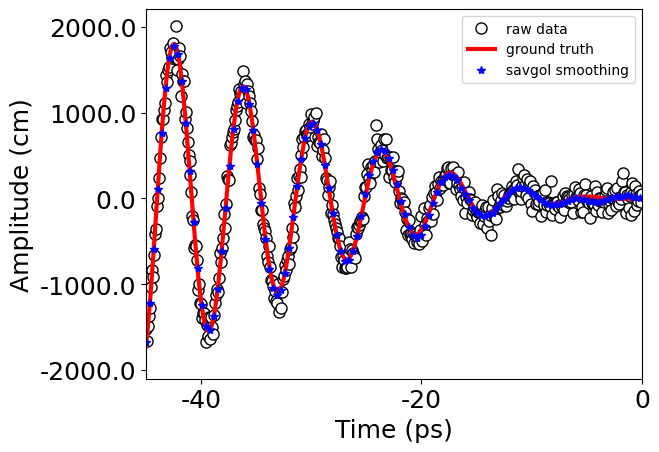 2000.0
1000.0
0.0
-1000.0
-2000.0
Amplitude (cm)
raw data
ground truth
savgol smoothing
-40
-20
0
Time (ps)